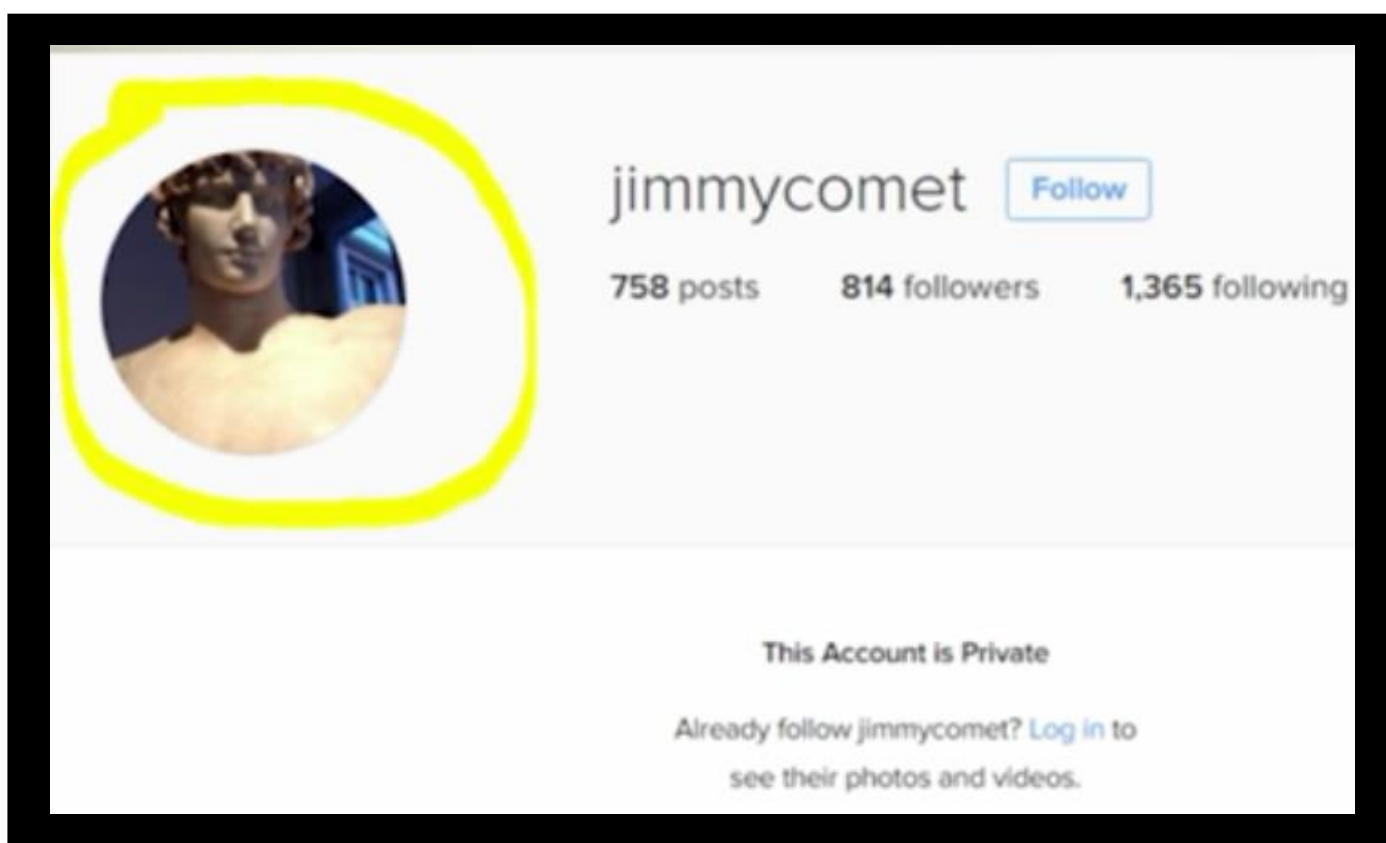 jimmycomet Follow
758 posts 814 followers 1,365 following
This Account is Private
Already follow jimmycomet? Log in to
see their photos and videos.